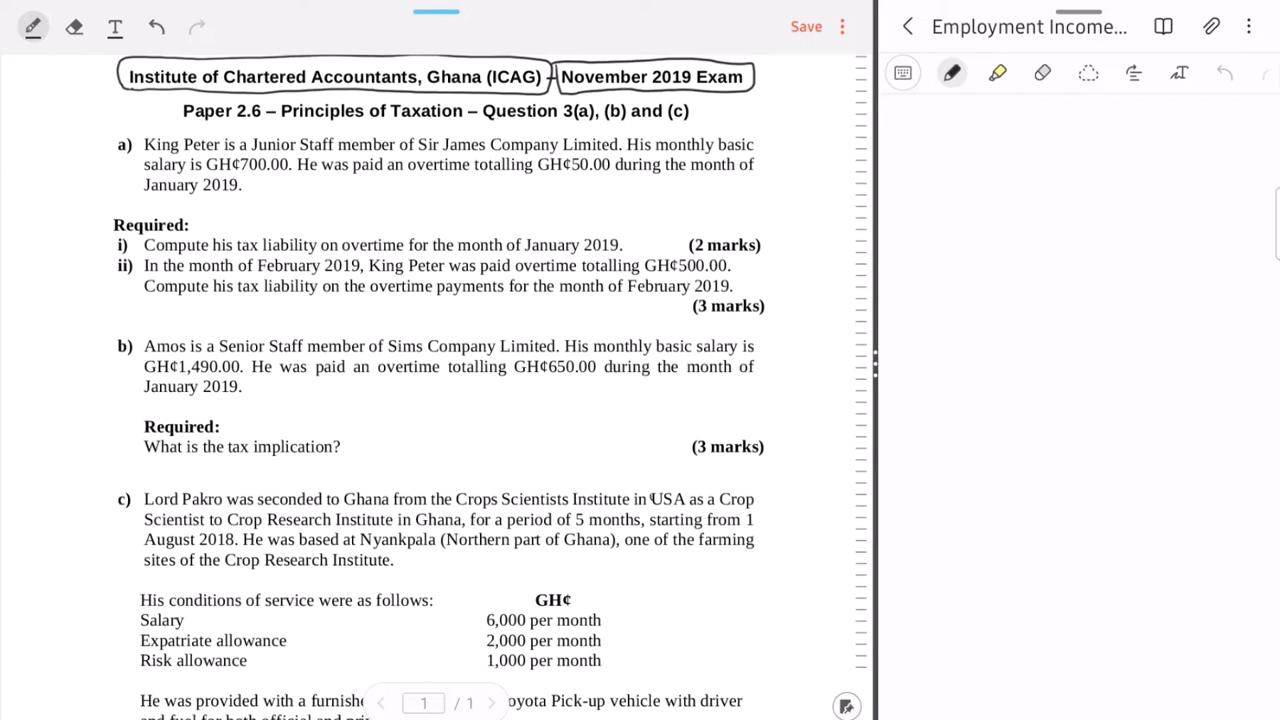 Save
Employment Income...
Institute of Chartered Accountants, Ghana (ICAG) – November 2019 Exam
Paper 2.6 – Principles of Taxation – Question 3(a), (b) and (c)
a) King Peter is a Junior Staff member of Sir James Company Limited. His monthly basic
salary is GH¢700.00. He was paid an overtime totalling GH¢50.00 during the month of
January 2019.
Required:
i) Compute his tax liability on overtime for the month of January 2019. (2 marks)
ii) In the month of February 2019, King Peter was paid overtime totalling GH¢500.00.
Compute his tax liability on the overtime payments for the month of February 2019.
(3 marks)
b) Amos is a Senior Staff member of Sims Company Limited. His monthly basic salary is
GH¢1,490.00. He was paid an overtime totalling GH¢650.00 during the month of
January 2019.
Required:
What is the tax implication? (3 marks)
c) Lord Pakro was seconded to Ghana from the Crops Scientists Institute in USA as a Crop
Scientist to Crop Research Institute in Ghana, for a period of 5 months, starting from 1
August 2018. He was based at Nyankpala (Northern part of Ghana), one of the farming
sites of the Crop Research Institute.
His conditions of service were as follows: GH¢
Salary 6,000 per month
Expatriate allowance 2,000 per month
Risk allowance 1,000 per month
He was provided with a oyota Pick-up vehicle with driver
1 / 1